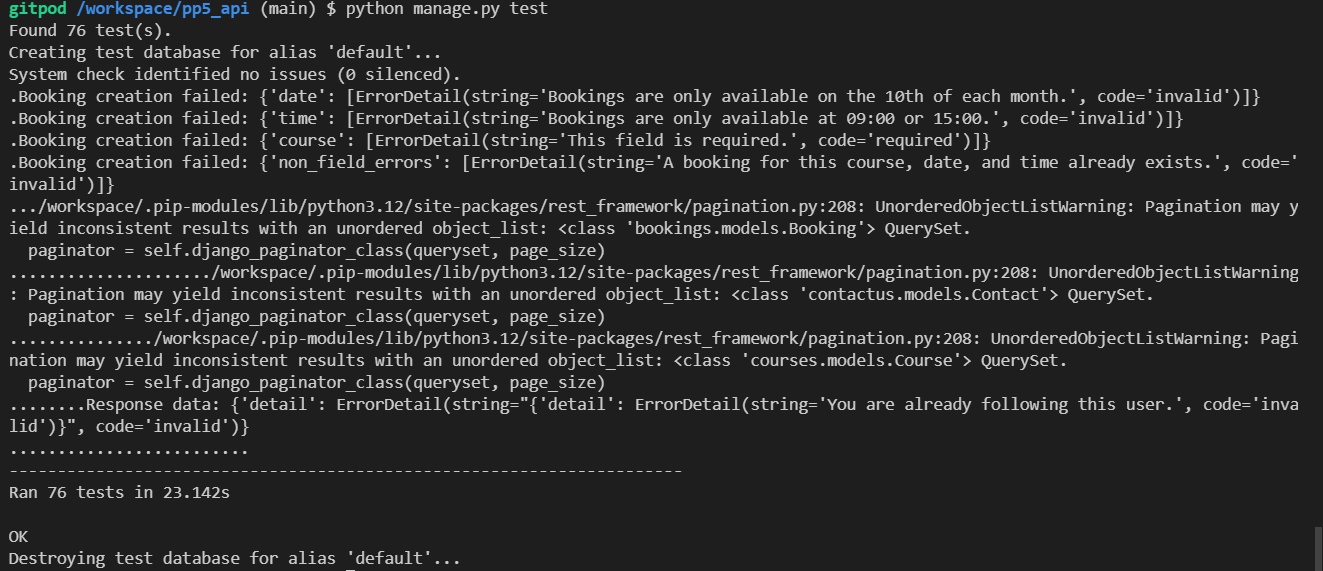 gitpod /workspace/pp5_api (main) $ python manage.py test
Found 76 test(s).
Creating test database for alias 'default'...
System check identified no issues (0 silenced).
.Booking creation failed: {'date': [ErrorDetail(string='Bookings are only available on the 10th of each month.', code='invalid')]}
.Booking creation failed: {'time': [ErrorDetail(string='Bookings are only available at 09:00 or 15:00.', code='invalid')]}
.Booking creation failed: {'course': [ErrorDetail(string='This field is required.', code='required')]}
.Booking creation failed: {'non_field_errors': [ErrorDetail(string='A booking for this course, date, and time already exists.', code='
invalid')]}
.../workspace/.pip-modules/lib/python3.12/site-packages/rest_framework/pagination.py:208: UnorderedObjectListWarning: Pagination may y
ield inconsistent results with an unordered object_list: <class 'bookings.models.Booking'> QuerySet.
  paginator = self.django_paginator_class(queryset, page_size)
...................../workspace/.pip-modules/lib/python3.12/site-packages/rest_framework/pagination.py:208: UnorderedObjectListWarning
: Pagination may yield inconsistent results with an unordered object_list: <class 'contactus.models.Contact'> QuerySet.
  paginator = self.django_paginator_class(queryset, page_size)
.............../workspace/.pip-modules/lib/python3.12/site-packages/rest_framework/pagination.py:208: UnorderedObjectListWarning: Pagi
nation may yield inconsistent results with an unordered object_list: <class 'courses.models.Course'> QuerySet.
  paginator = self.django_paginator_class(queryset, page_size)
........Response data: {'detail': ErrorDetail(string="{'detail': ErrorDetail(string='You are already following this user.', code='inva
lid')}", code='invalid')}
.........................
----------------------------------------------------------------------
Ran 76 tests in 23.142s

OK
Destroying test database for alias 'default'...